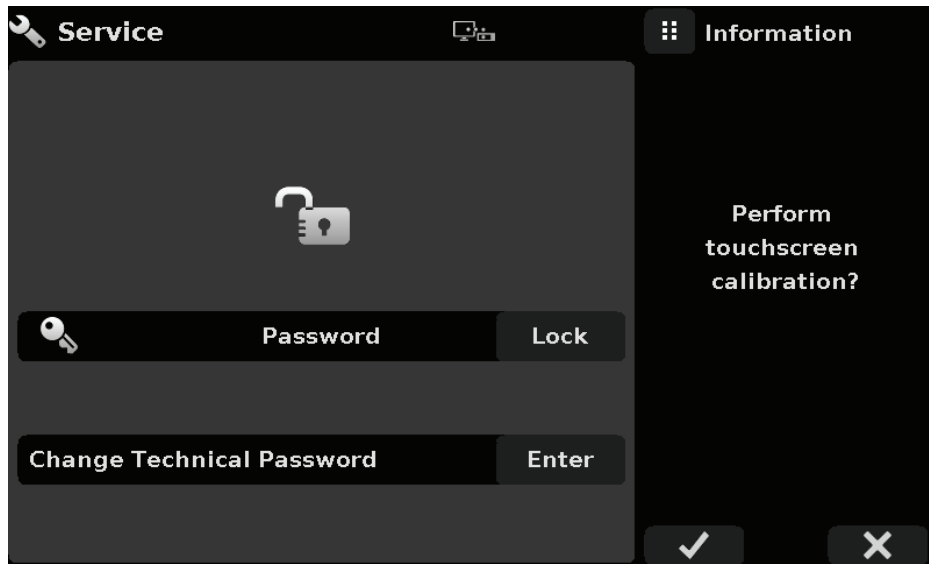 Service
Information
Perform
touchscreen
calibration?
Password
Lock
Change Technical Password
Enter